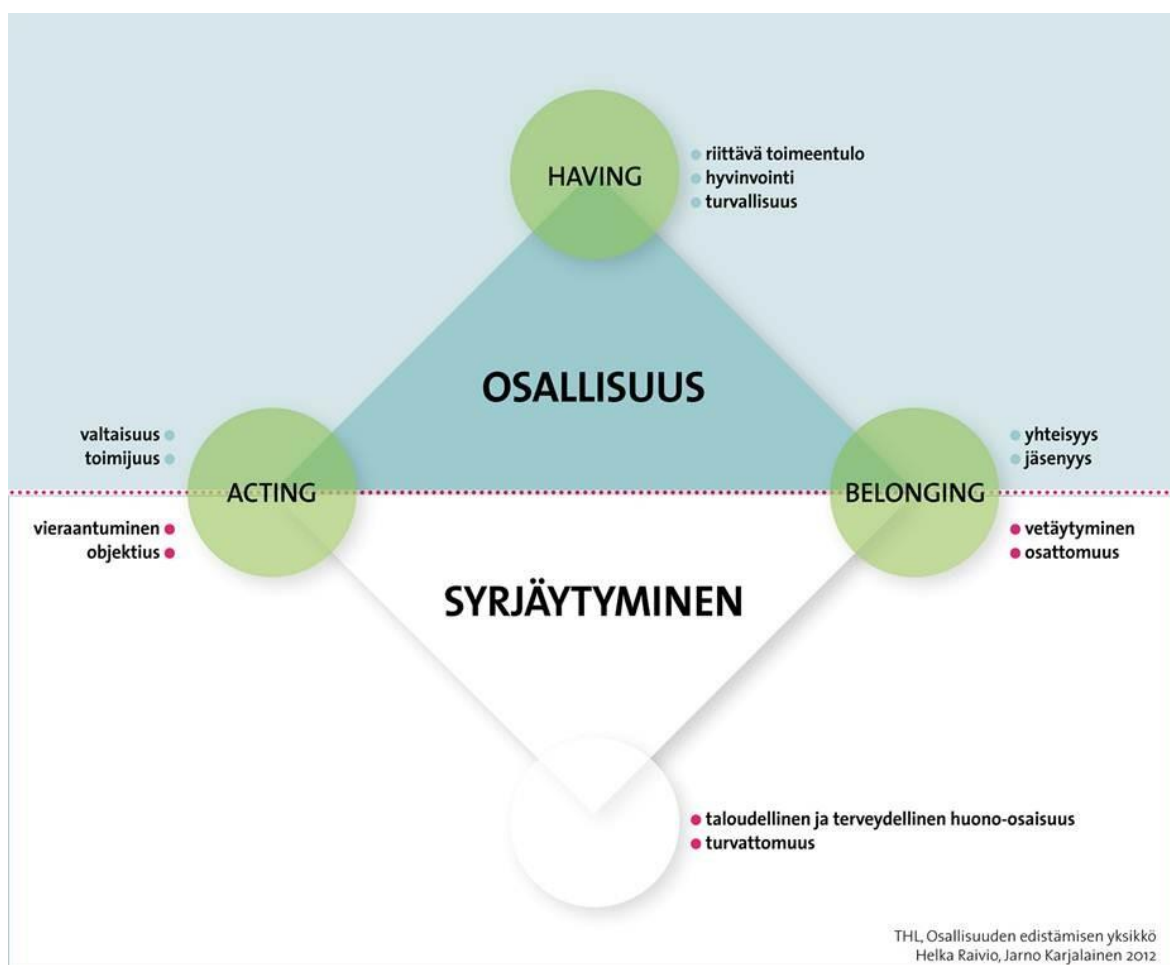 HAVING
riittävä toimeentulo
hyvinvointi
turvallisuus
OSALLISUUS
valtaisuus
toimijuus
ACTING
vieraantuminen
objektius
yhteisyys
jäsenyys
BELONGING
vetäytyminen
osattomuus
SYRJÄYTYMINEN
taloudellinen ja terveydellinen huono-osaisuus
turvattomuus
THL, Osallisuuden edistämisen yksikkö
Helka Raivio, Jarno Karjalainen 2012